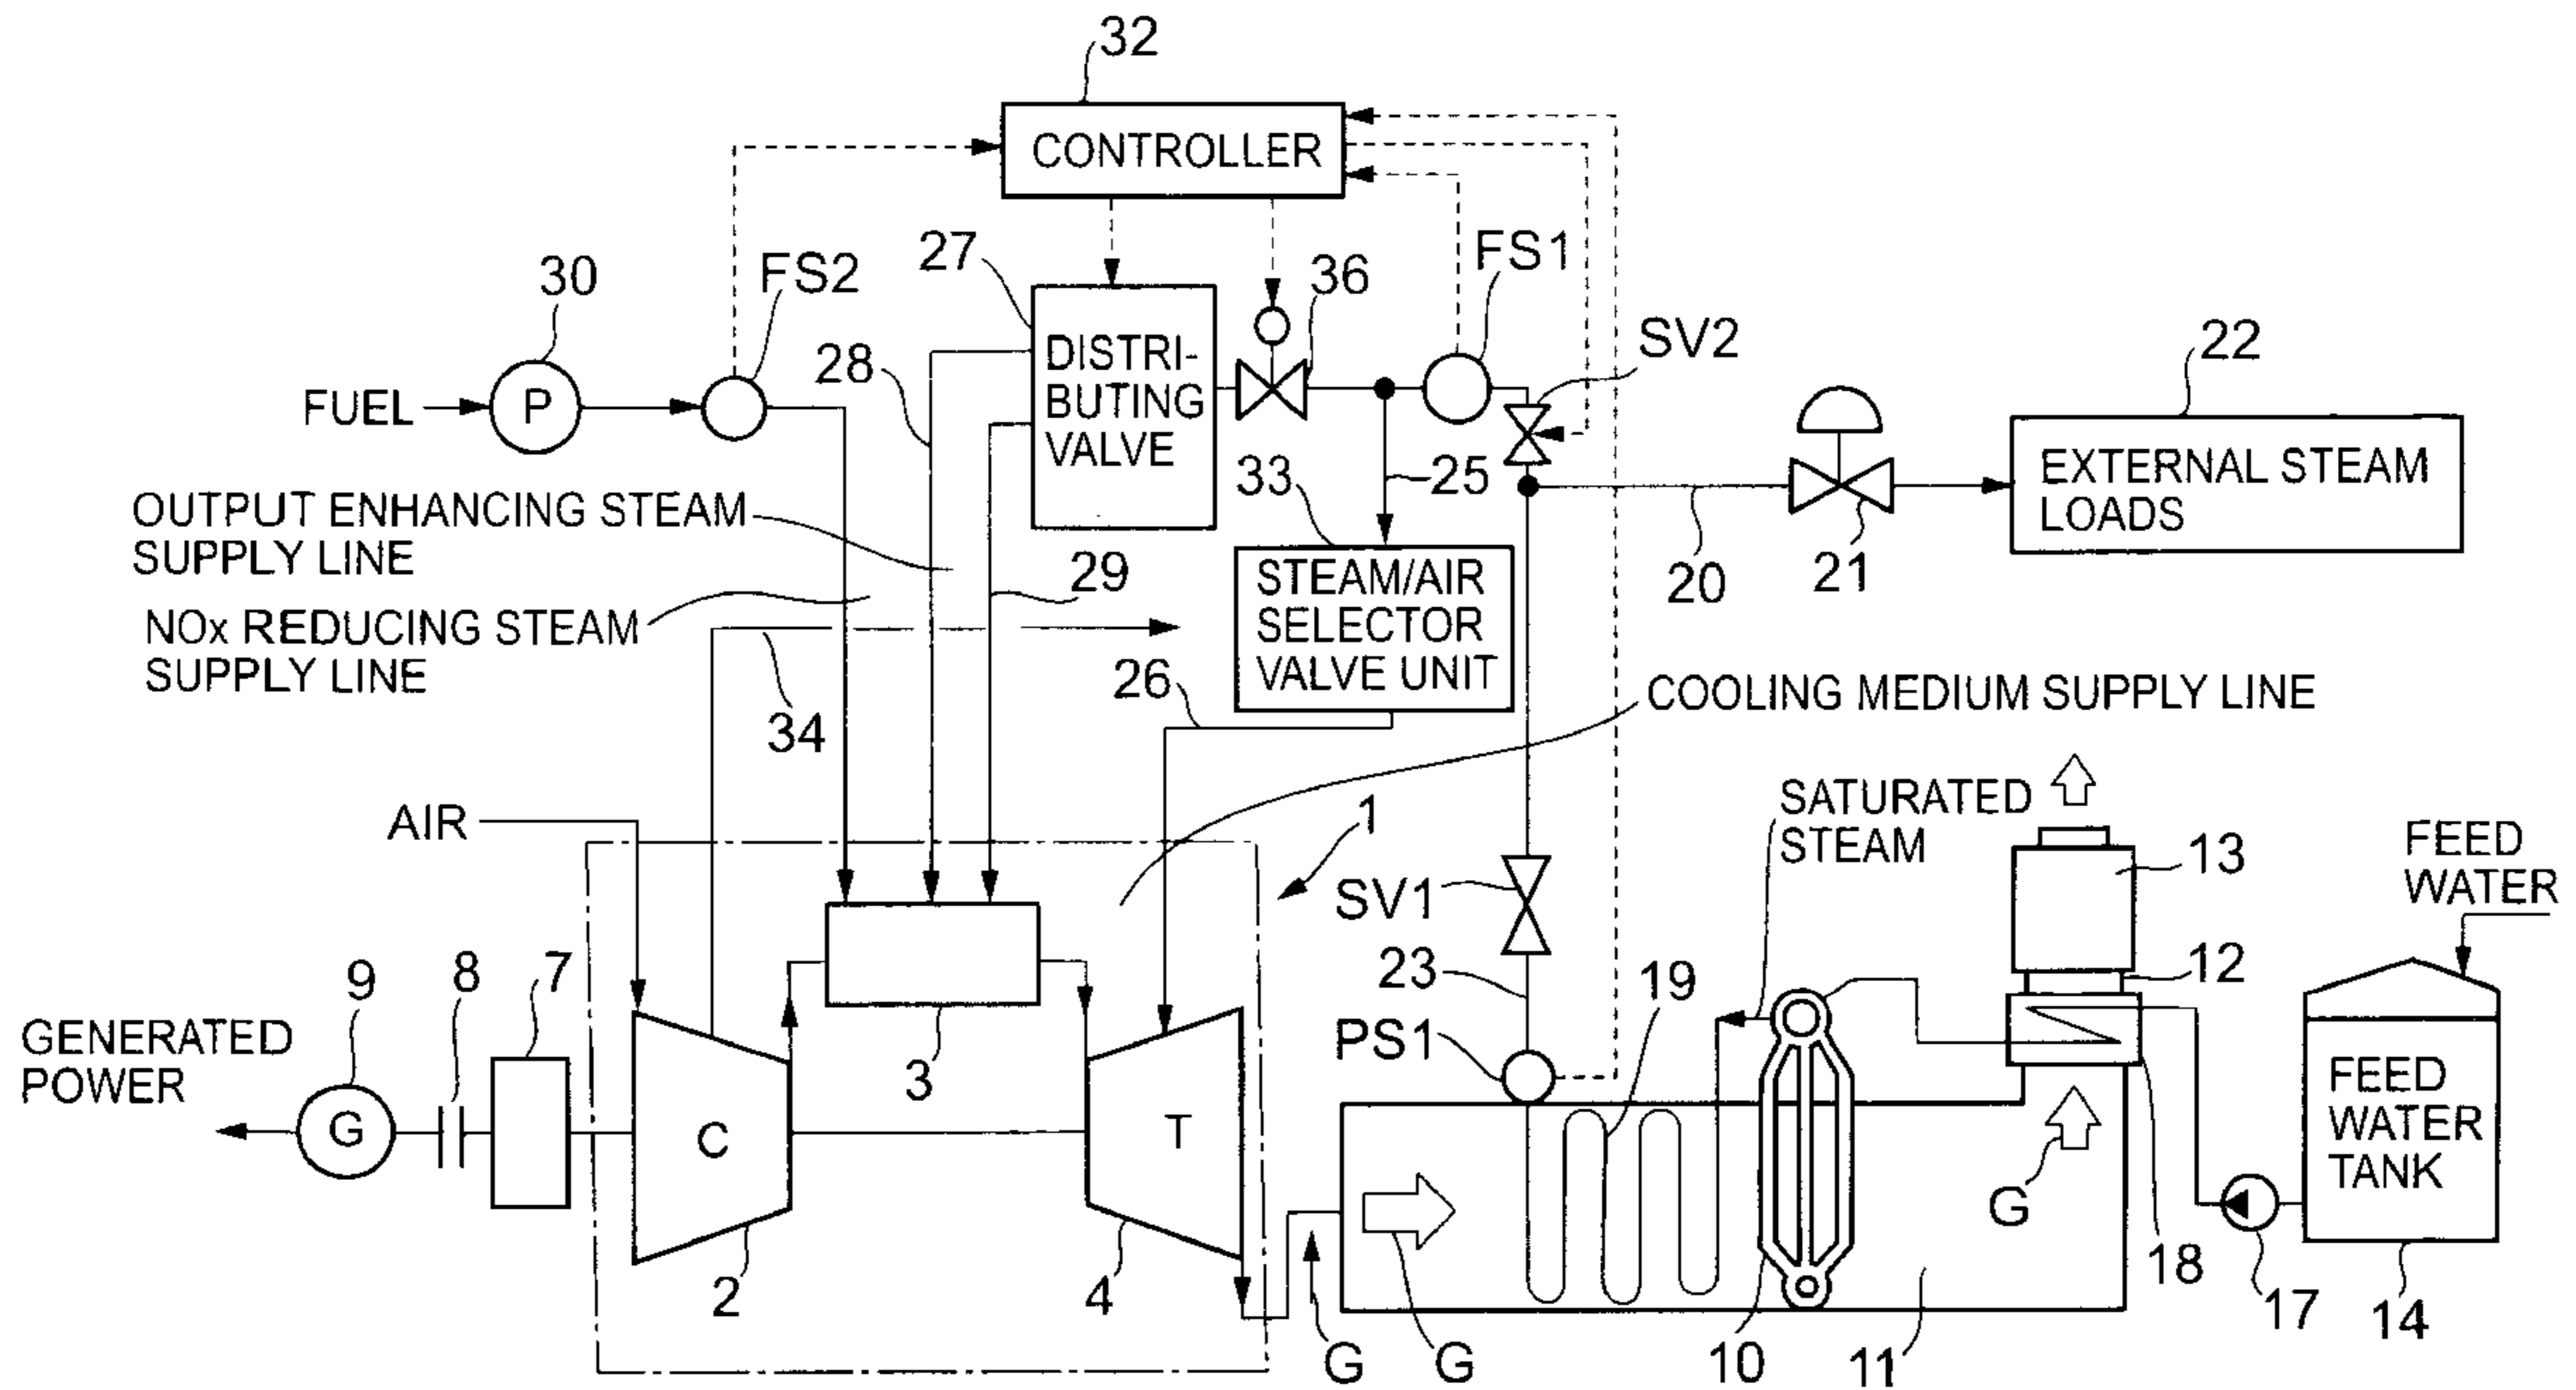 32
CONTROLLER
30
FS2
27
36
FS1
SV2
22
FUEL
P
28
DISTRI-
BUTING
VALVE
33
25
EXTERNAL STEAM
LOADS
20
21
OUTPUT ENHANCING STEAM
SUPPLY LINE
29
STEAM/AIR
SELECTOR
VALVE UNIT
NOx REDUCING STEAM
SUPPLY LINE
34
26
COOLING MEDIUM SUPPLY LINE
AIR
1
SATURATED
STEAM
13
FEED
WATER
SV1
23
12
9
8
7
19
GENERATED
POWER
3
PS1
G
C
T
FEED
WATER
TANK
G
2
4
18
17
14
G
G
10
11